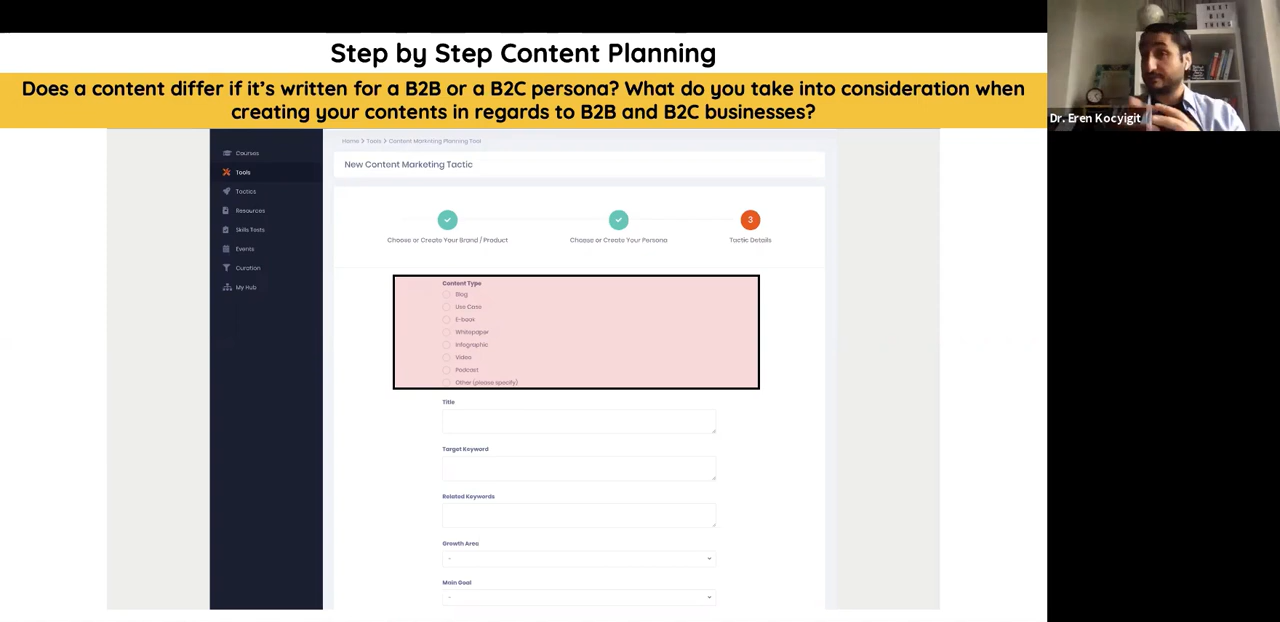 Step by Step Content Planning
Does a content differ if it's written for a B2B or a B2C persona? What do you take into consideration when
creating your contents in regards to B2B and B2C businesses?
NEXT
BIG
THING
Dr. Eren Kocyigit
Courses
Tools
Tactics
Resources
Skills Tests
Events
Curation
My Hub
Home > Tools > Content Marketing Planning Tool
New Content Marketing Tactic
3
Choose or Create Your Brand / Product
Choose or Create Your Persona
Tactic Details
Content Type
Blog
Use Case
E-book
Whitepaper
Infographic
Video
Podcast
Other (please specify)
Title
Target Keyword
Related Keywords
Growth Area
-
Main Goal
-